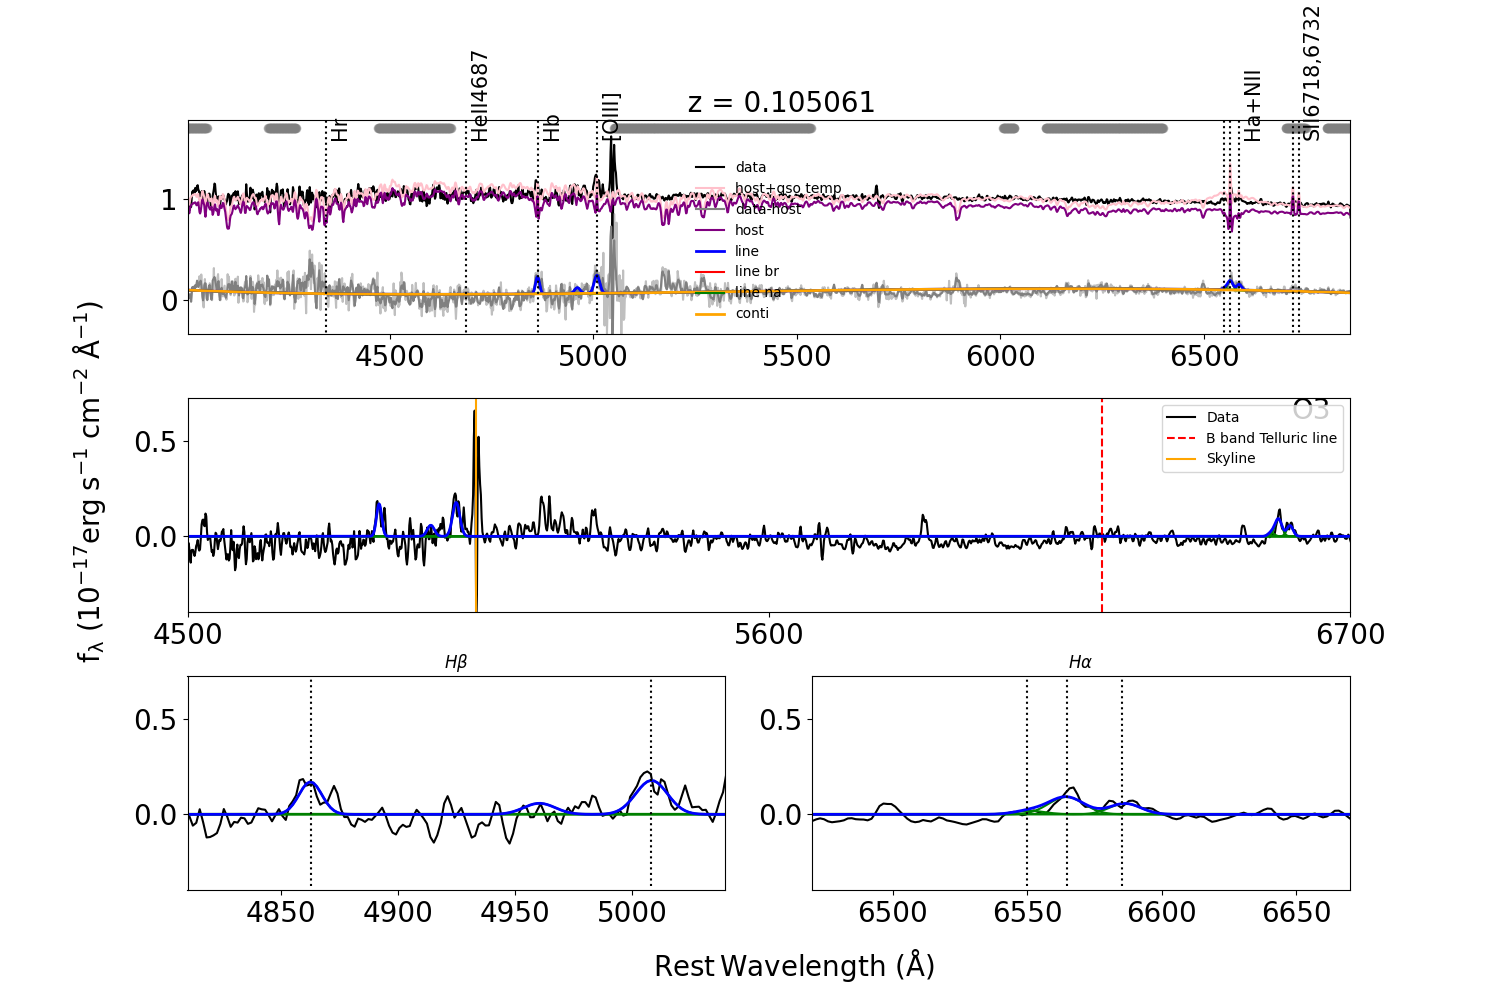 z = 0.105061
Hr
HeII4687
Hb
[OIII]
Ha+NII
SII6718,6732
data
host+qso temp
data-host
host
line
line br
line na
conti
1
0
4500
5000
5500
6000
6500
O3
Data
B band Telluric line
Skyline
0.5
0.0
4500
5600
6700
fλ (10⁻¹⁷erg s⁻¹ cm⁻² Å⁻¹)
Hβ
0.5
0.0
4850
4900
4950
5000
Hα
0.5
0.0
6500
6550
6600
6650
Rest Wavelength (Å)